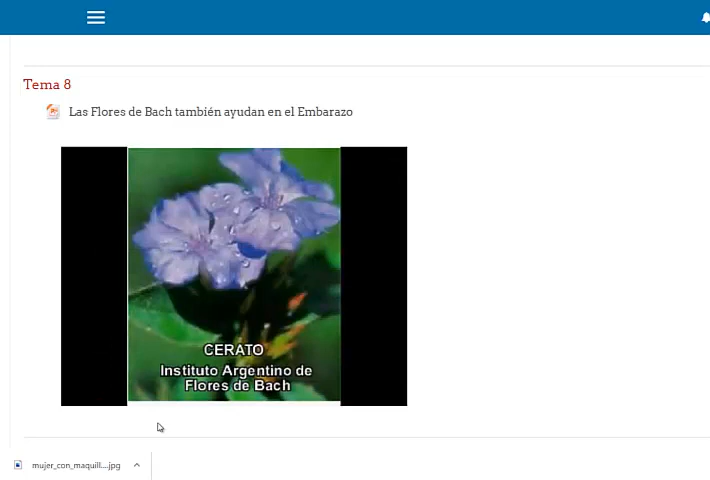 Tema 8
Las Flores de Bach también ayudan en el Embarazo
CERATO
Instituto Argentino de
Flores de Bach
mujer_con_maquill....jpg